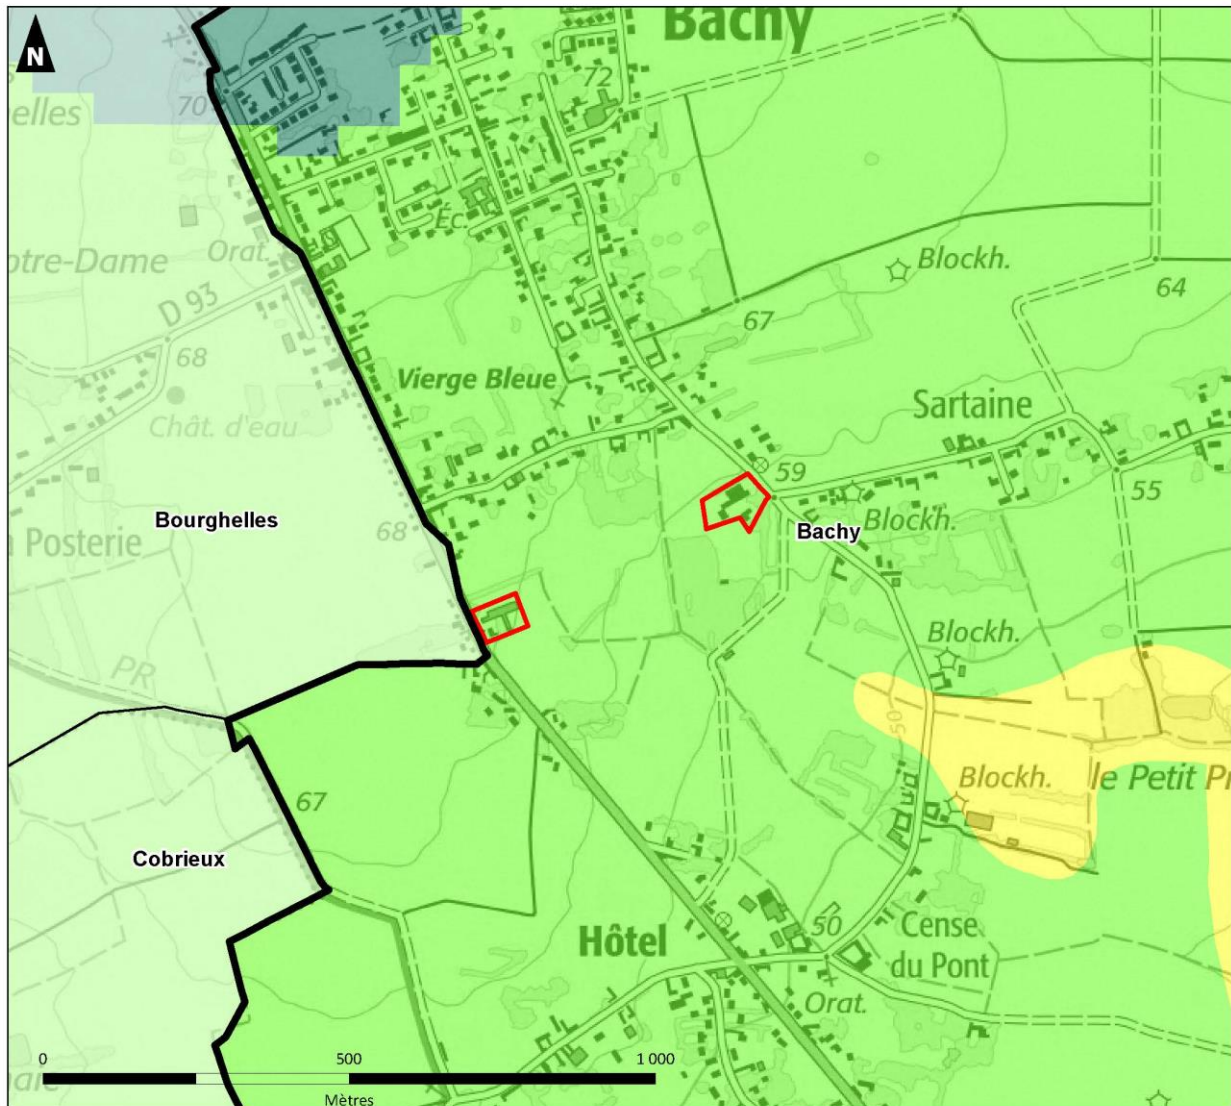 Bachy
N
72
70
elles
Éc.
Orat.
otre-Dame
Blockh.
64
D 93
67
68
Vierge Bleue
Sartaine
Chât. d'eau
59
55
Bourghelles
68
Blockh.
Bachy
Posterie
Blockh.
PR
50
Blockh.
le Petit P
67
Cobrieux
Hôtel
50
Cense
du Pont
Orat.
0 500 1 000
Mètres